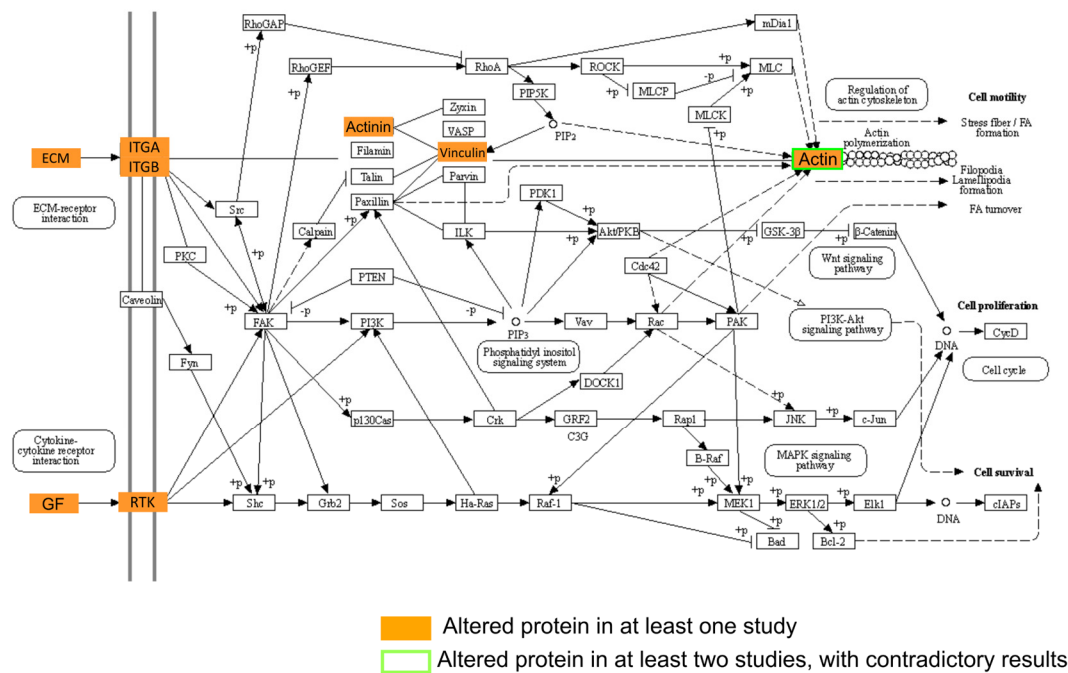 RhoGAP
mDia1
+p
RhoGEF
RhoA
ROCK
+p
MLC
-p
+p
+p
PIP5K
MLCP
+p
Regulation of
actin cytoskeleton
Cell motility
Zyxin
MLCK
Actinin
VASP
PIP2
Stress fiber / FA
formation
+p
Actin
polymerization
ITGA
ECM
ITGB
Filamin
Vinculin
Actin
Talin
Parvin
Filopodia
Lamellipodia
formation
PDK1
Paxillin
FA turnover
ECM-receptor
interaction
Src
+p
Calpain
+p
ILK
+p
+p
Akt/PKB
GSK-3β
β-Catenin
+p
PKC
Wnt signaling
pathway
Cdc42
PTEN
Caveolin
-p
-p
Cell proliferation
+p
FAK
PI3K
PIP3
Vav
Rac
PAK
PI3K-Akt
signaling pathway
CycD
DNA
Phosphatidyl inositol
signaling system
Fyn
Cell cycle
DOCK1
+p
p130Cas
Crk
GRF2
C3G
Rap1
+p
JNK
+p
c-Jun
Cytokine-
cytokine receptor
interaction
B-Raf
MAPK signaling
pathway
Cell survival
+p
+p
+p
+p
+p
GF
RTK
Shc
Grb2
Sos
Ha-Ras
Raf-1
MEK1
+p
ERK1/2
+p
Elk1
DNA
cIAPs
+p
+p
+p
Bad
Bcl-2
Altered protein in at least one study
Altered protein in at least two studies, with contradictory results